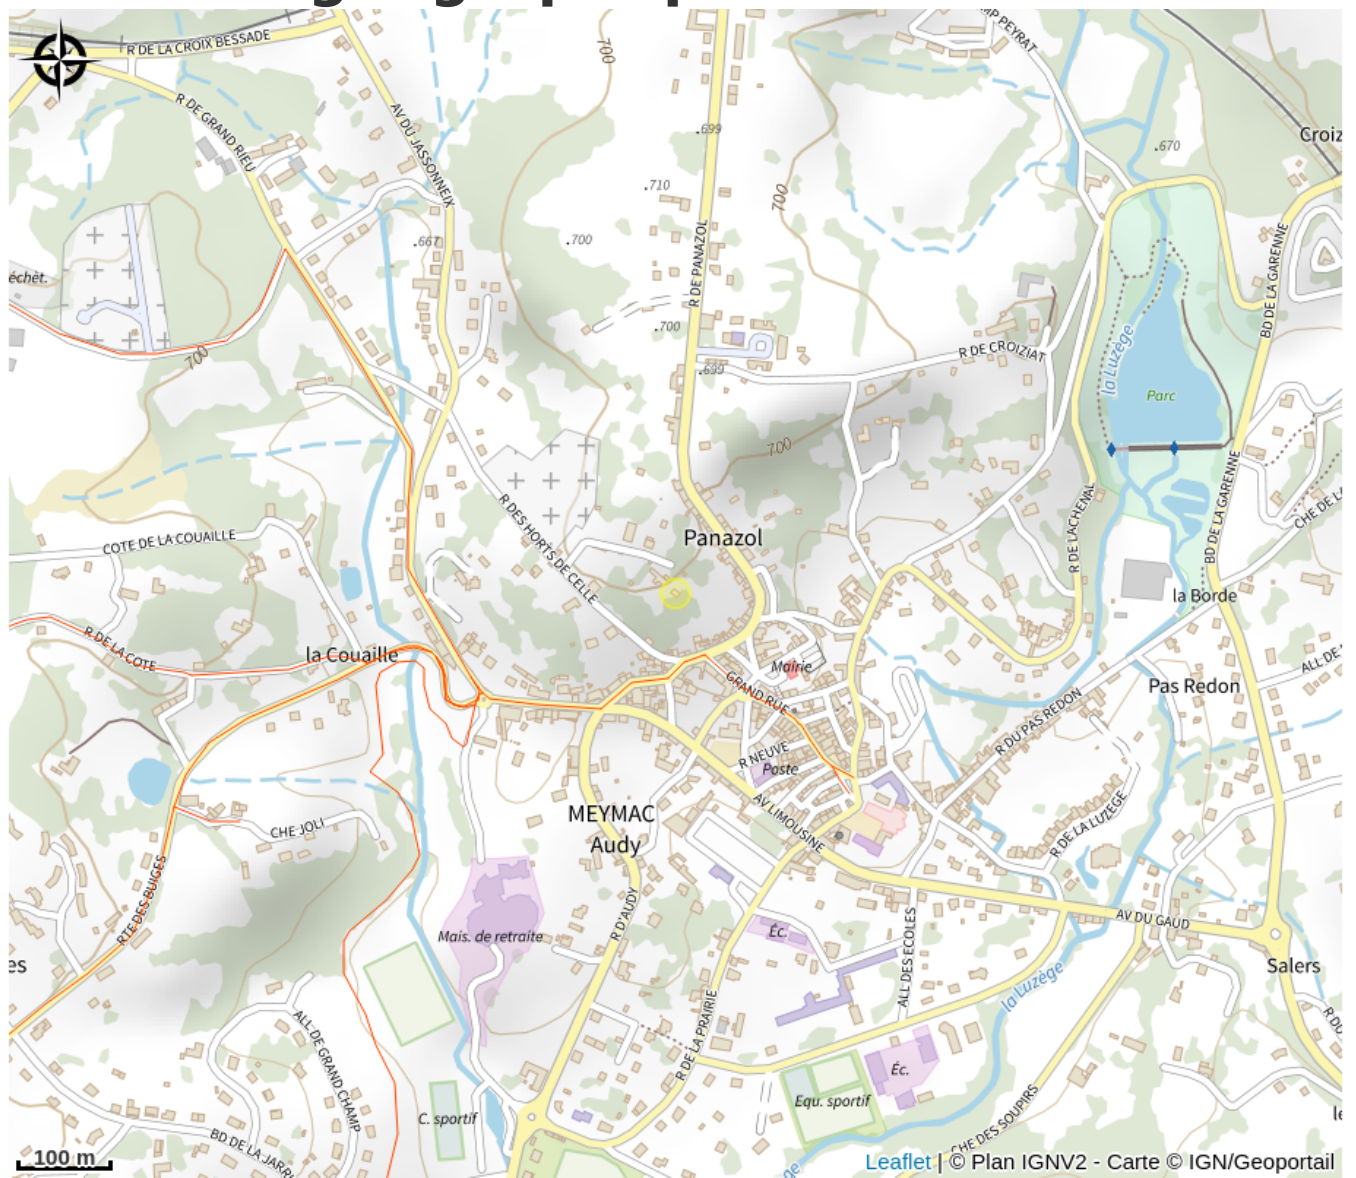 R DE LA CROIX BESSADE
CHAMP PEYRAT
700
R DE GRAND RIEU
AV DU JASSONNEIX
.699
.670
Croiz
.710
700
.667
.700
R DE PANAZOL
BD DE LA GARENNE
échèt.
.700
700
R DE CROIZIAT
la Luzège
.699
Parc
700
R DES HORTS DE CELLE
R DE LACHENAL
BD DE LA GARENNE
CHE DE LA
COTE DE LA COUAILLE
Panazol
la Borde
R DE LA COTE
la Couaille
Mairie
ALL DE
GRAND RUE
Pas Redon
R DU PAS REDON
R NEUVE
Poste
MEYMAC
Audy
AV LIMOUSINE
CHE JOLI
R DE LA LUZEGE
RTE DES BUIGES
R D'AUDY
AV DU GAUD
Mais. de retraite
Éc.
ALL DES ECOLES
es
Salers
la Luzège
R DE LA PRAIRIE
ALL DE GRAND CHAMP
R DU
Éc.
Equ. sportif
C. sportif
CHE DES SOUPIRS
BD DE LA JARRI
100 m
Leaflet | © Plan IGNV2 - Carte © IGN/Geoportail